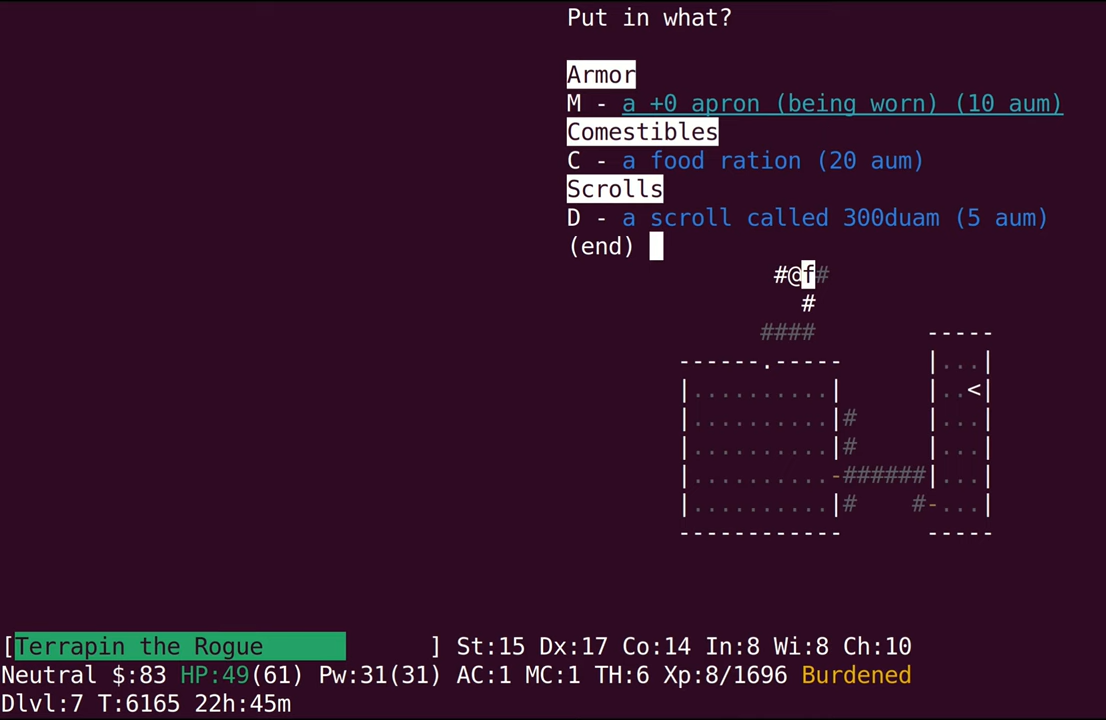 Put in what?
Armor
M - a +0 apron (being worn) (10 aum)
Comestibles
C - a food ration (20 aum)
Scrolls
D - a scroll called 300duam (5 aum)
(end)
#@f#
#
#### -----
------.----- |...|
|..........| |..<|
|..........|# |...|
|..........|# |...|
|..........-######|...|
|..........|# #-...|
------------ -----
[Terrapin the Rogue ] St:15 Dx:17 Co:14 In:8 Wi:8 Ch:10
Neutral $:83 HP:49(61) Pw:31(31) AC:1 MC:1 TH:6 Xp:8/1696 Burdened
Dlvl:7 T:6165 22h:45m